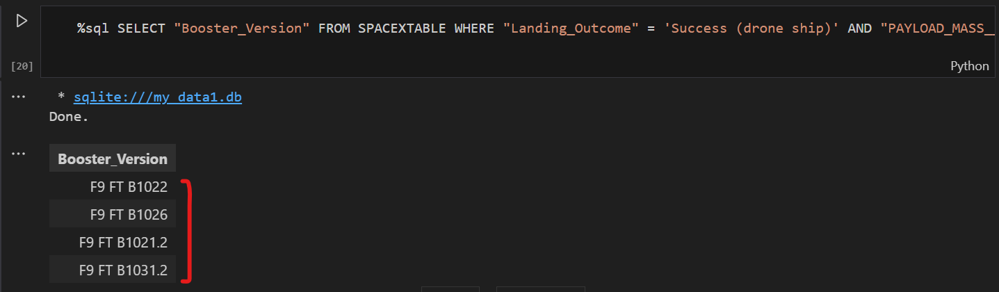 %sql SELECT "Booster_Version" FROM SPACEXTABLE WHERE "Landing_Outcome" = 'Success (drone ship)' AND "PAYLOAD_MASS_
[20]
Python
* sqlite:///my_data1.db
Done.
Booster_Version
F9 FT B1022
F9 FT B1026
F9 FT B1021.2
F9 FT B1031.2